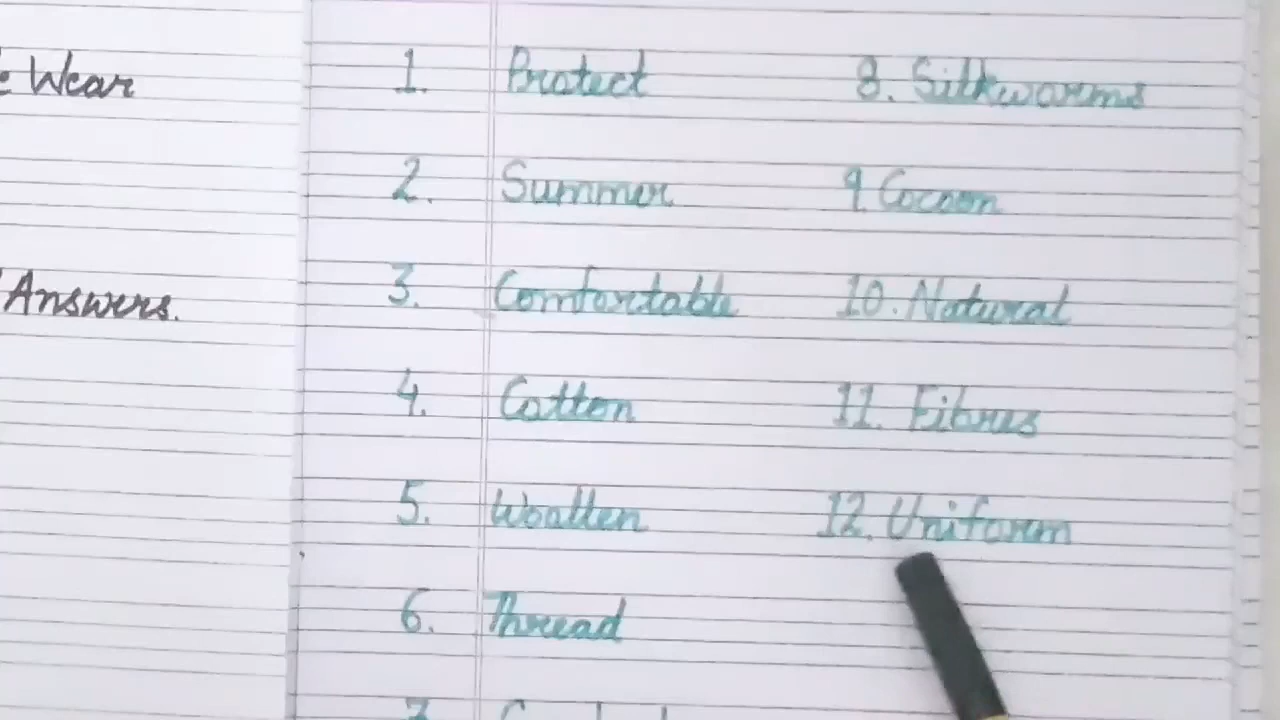 Wear
Answers.
1. Protect
2. Summer
3. Comfortable
4. Cotton
5. Woollen
6. Thread
7.
8. Silkworms
9. Cocoon
10. Natural
11. Fibres
12. Uniform